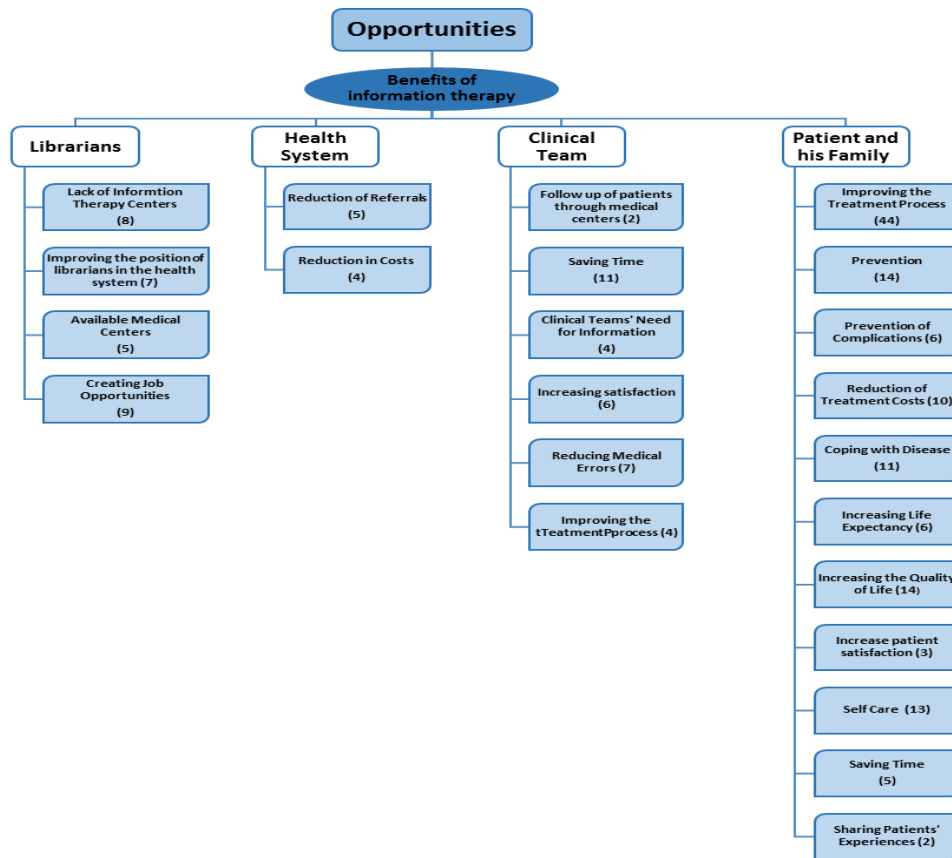 Opportunities
Benefits of
information therapy
Librarians
Lack of Informtion
Therapy Centers
(8)
Improving the position of
librarians in the health
system (7)
Available Medical
Centers
(5)
Creating Job
Opportunities
(9)
Health
System
Reduction of Referrals
(5)
Reduction in Costs
(4)
Clinical
Team
Follow up of patients
through medical
centers (2)
Saving Time
(11)
Clinical Teams' Need
for Information
(4)
Increasing satisfaction
(6)
Reducing Medical
Errors (7)
Improving the
tTeatmentPprocess (4)
Patient and
his Family
Improving the
Treatment Process
(44)
Prevention
(14)
Prevention of
Complications (6)
Reduction of
Treatment Costs (10)
Coping with Disease
(11)
Increasing Life
Expectancy (6)
Increasing the Quality
of Life (14)
Increase patient
satisfaction (3)
Self Care (13)
Saving Time
(5)
Sharing Patients'
Experiences (2)